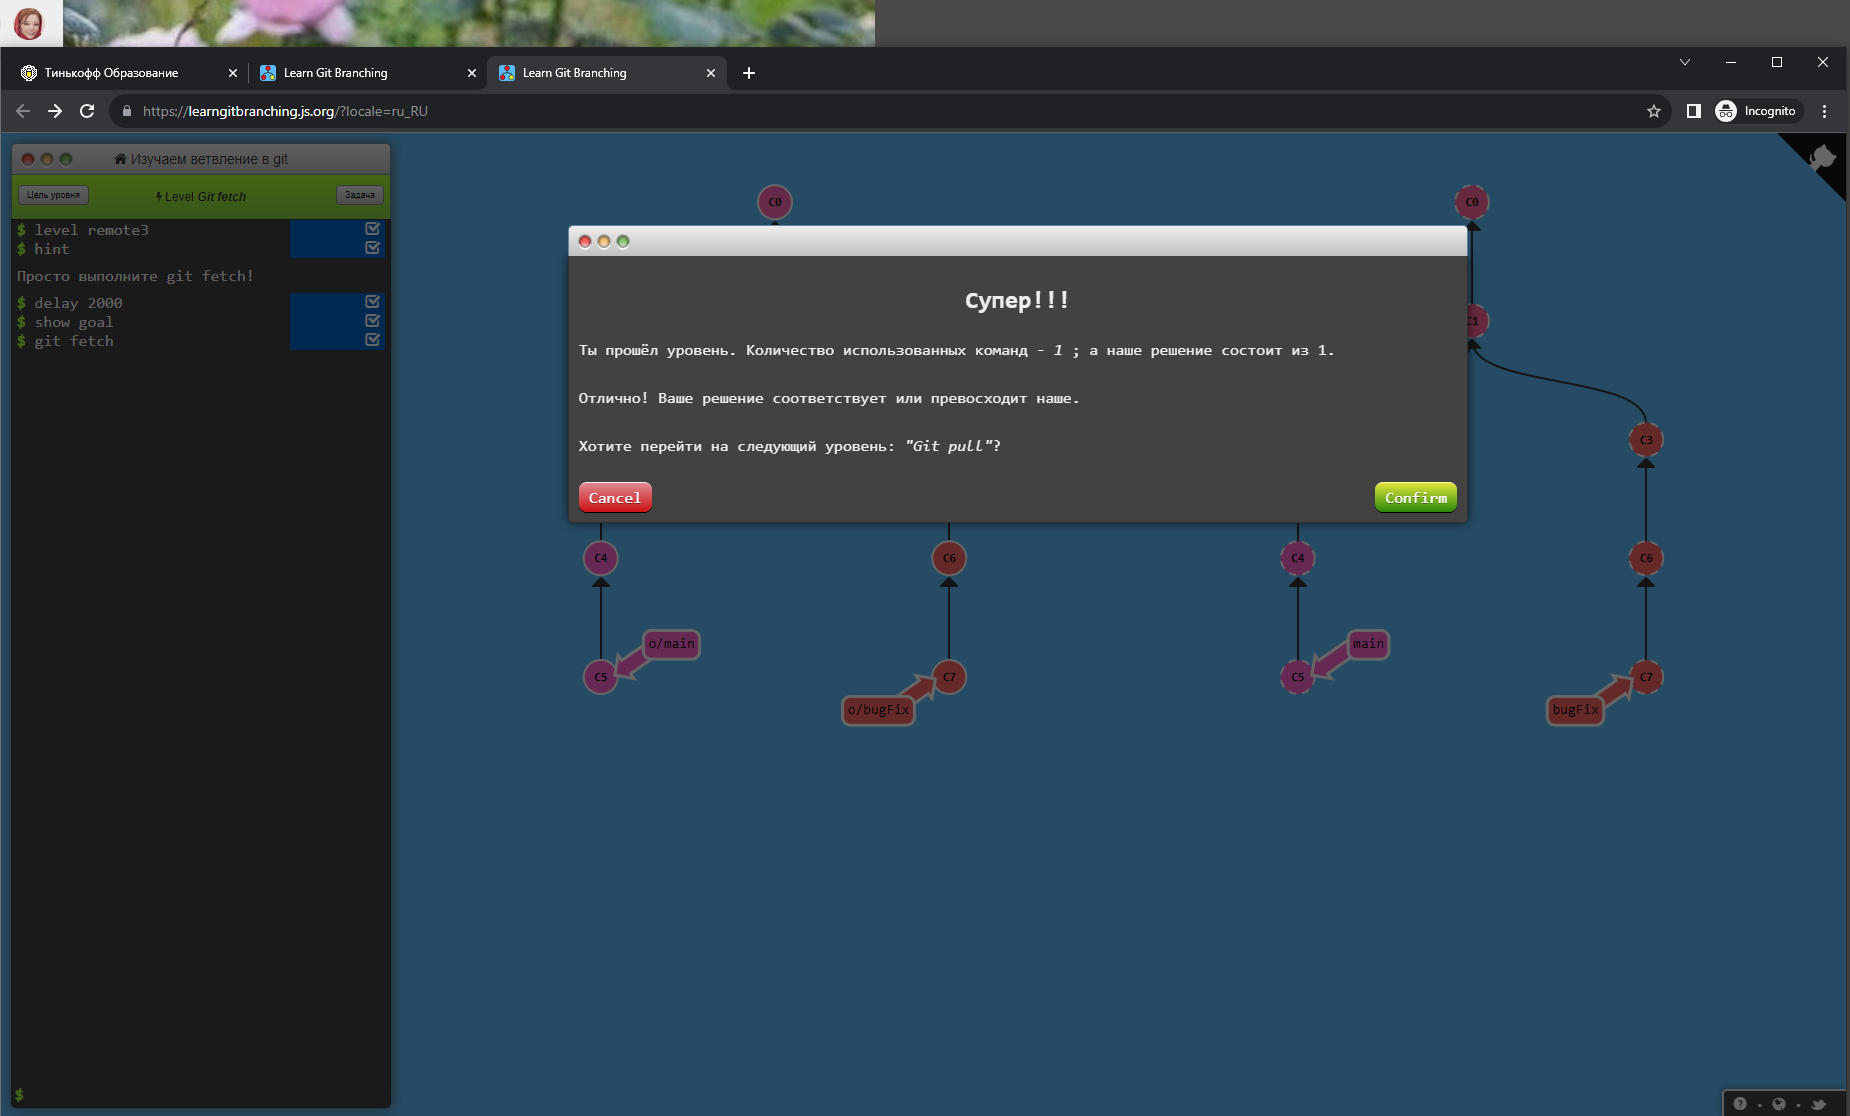 Тинькофф Образование
Learn Git Branching
Learn Git Branching
https://learngitbranching.js.org/?locale=ru_RU
Incognito
Изучаем ветвление в git
Цель уровня
Level Git fetch
Задача
$ level remote3
$ hint
Просто выполните git fetch!
$ delay 2000
$ show goal
$ git fetch
$
C0
C0
C1
C3
Супер!!!
Ты прошёл уровень. Количество использованных команд - 1 ; а наше решение состоит из 1.
Отлично! Ваше решение соответствует или превосходит наше.
Хотите перейти на следующий уровень: "Git pull"?
Cancel
Confirm
C4
C6
C4
C6
o/main
main
C5
C7
C5
C7
o/bugFix
bugFix